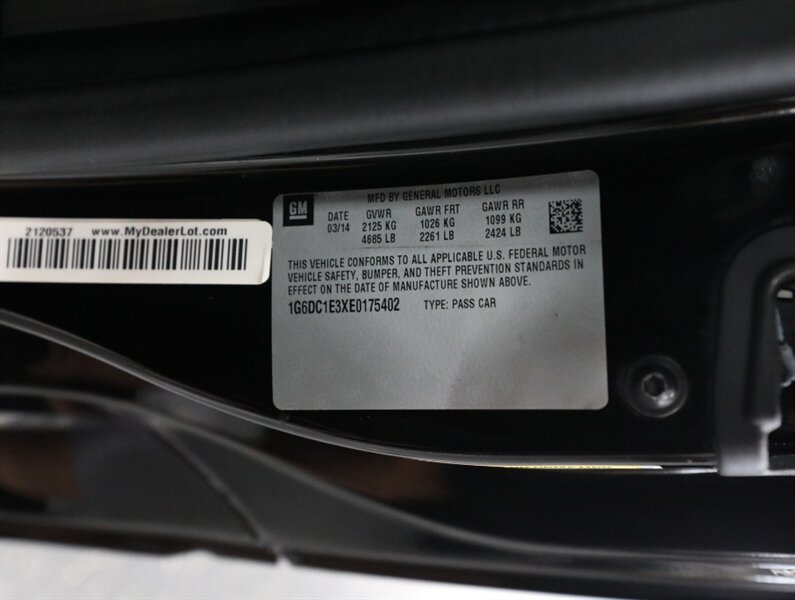 2120537 www.MyDealerLot.com
GM
MFD BY GENERAL MOTORS LLC
DATE GVWR GAWR FRT GAWR RR
03/14 2125 KG 1026 KG 1099 KG
4685 LB 2261 LB 2424 LB
THIS VEHICLE CONFORMS TO ALL APPLICABLE U.S. FEDERAL MOTOR
VEHICLE SAFETY, BUMPER, AND THEFT PREVENTION STANDARDS IN
EFFECT ON THE DATE OF MANUFACTURE SHOWN ABOVE.
1G6DC1E3XE0175402 TYPE: PASS CAR